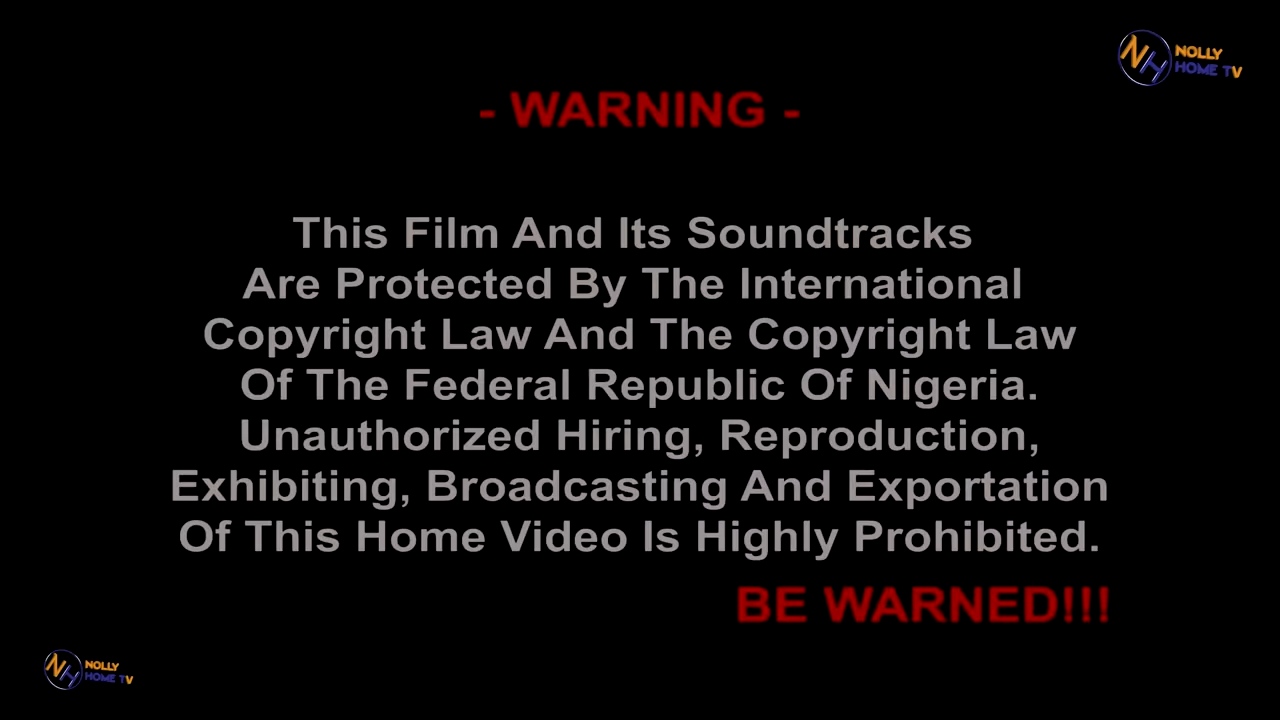 NH NOLLY
HOME TV
- WARNING -
This Film And Its Soundtracks
Are Protected By The International
Copyright Law And The Copyright Law
Of The Federal Republic Of Nigeria.
Unauthorized Hiring, Reproduction,
Exhibiting, Broadcasting And Exportation
Of This Home Video Is Highly Prohibited.
BE WARNED!!!
NH NOLLY
HOME TV